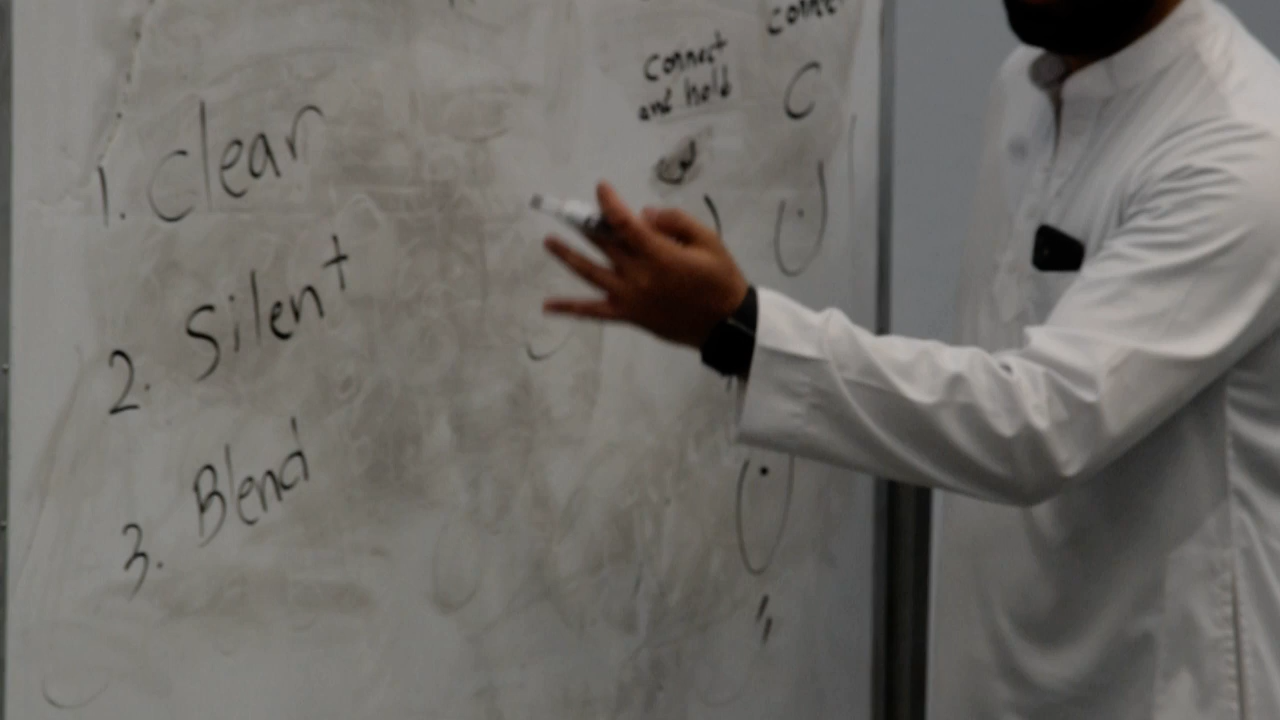 1. Clear
2. Silent
3. Blend
Connect
and hold